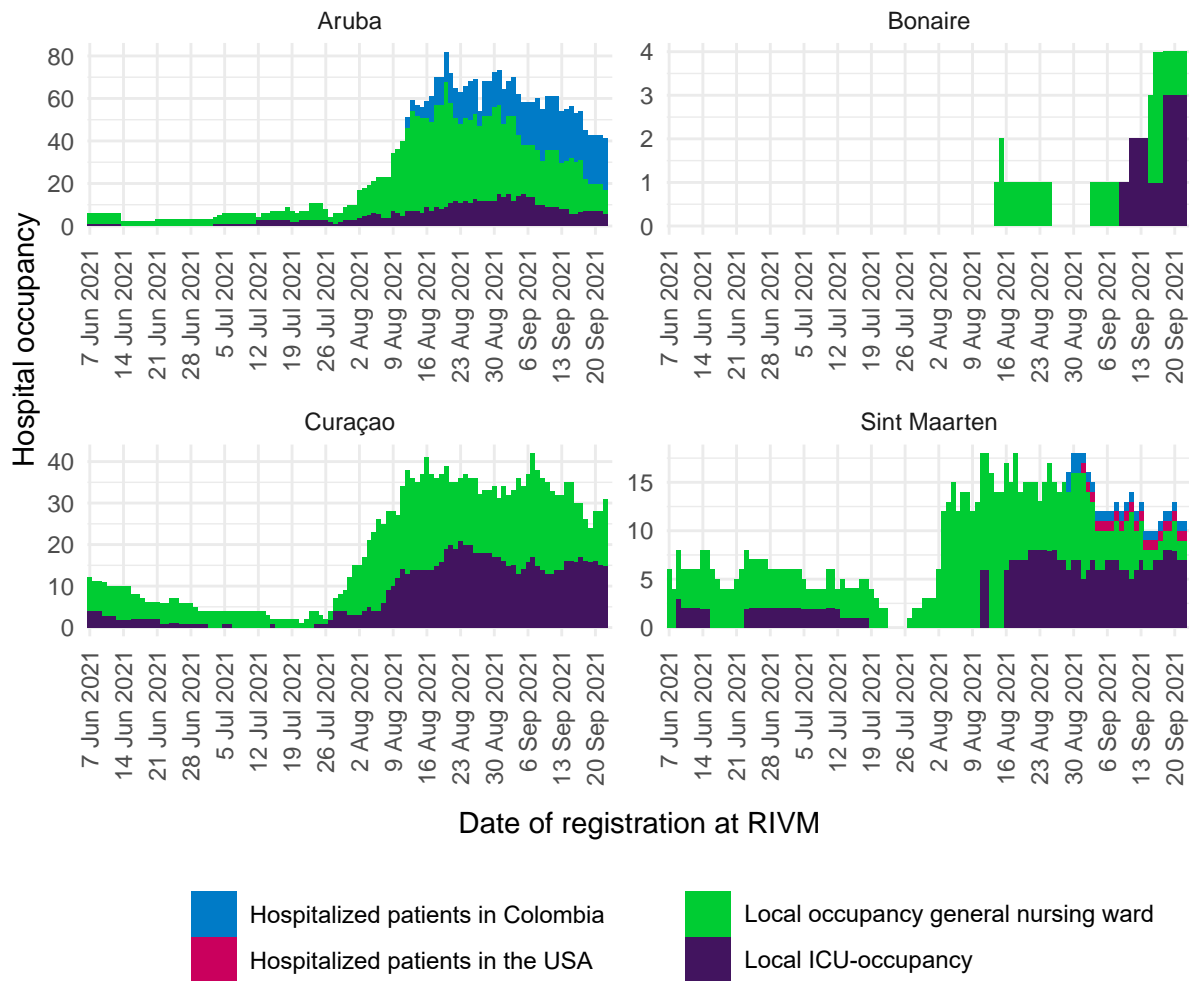 Aruba
Bonaire
80
60
40
20
0
4
3
2
1
0
7 Jun 2021
14 Jun 2021
21 Jun 2021
28 Jun 2021
5 Jul 2021
12 Jul 2021
19 Jul 2021
26 Jul 2021
2 Aug 2021
9 Aug 2021
16 Aug 2021
23 Aug 2021
30 Aug 2021
6 Sep 2021
13 Sep 2021
20 Sep 2021
7 Jun 2021
14 Jun 2021
21 Jun 2021
28 Jun 2021
5 Jul 2021
12 Jul 2021
19 Jul 2021
26 Jul 2021
2 Aug 2021
9 Aug 2021
16 Aug 2021
23 Aug 2021
30 Aug 2021
6 Sep 2021
13 Sep 2021
20 Sep 2021
Hospital occupancy
Curaçao
Sint Maarten
40
30
20
10
0
15
10
5
0
7 Jun 2021
14 Jun 2021
21 Jun 2021
28 Jun 2021
5 Jul 2021
12 Jul 2021
19 Jul 2021
26 Jul 2021
2 Aug 2021
9 Aug 2021
16 Aug 2021
23 Aug 2021
30 Aug 2021
6 Sep 2021
13 Sep 2021
20 Sep 2021
7 Jun 2021
14 Jun 2021
21 Jun 2021
28 Jun 2021
5 Jul 2021
12 Jul 2021
19 Jul 2021
26 Jul 2021
2 Aug 2021
9 Aug 2021
16 Aug 2021
23 Aug 2021
30 Aug 2021
6 Sep 2021
13 Sep 2021
20 Sep 2021
Date of registration at RIVM
Hospitalized patients in Colombia
Hospitalized patients in the USA
Local occupancy general nursing ward
Local ICU-occupancy